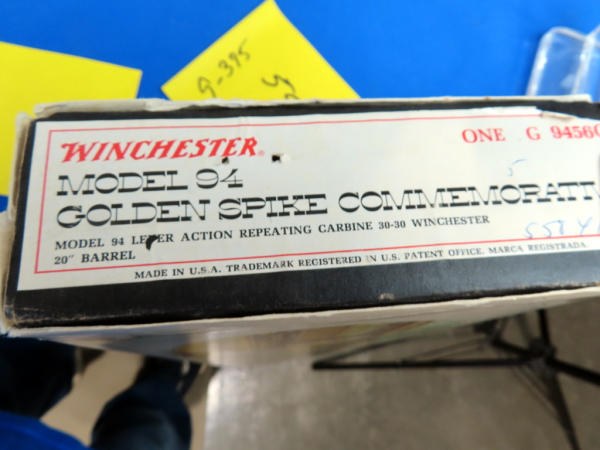 9-395
WINCHESTER®
ONE G 9456
MODEL 94
5
GOLDEN SPIKE COMMEMORATIV
MODEL 94 LEVER ACTION REPEATING CARBINE 30-30 WINCHESTER
20" BARREL
MADE IN U.S.A. TRADEMARK REGISTERED IN U.S. PATENT OFFICE, MARCA REGISTRADA.